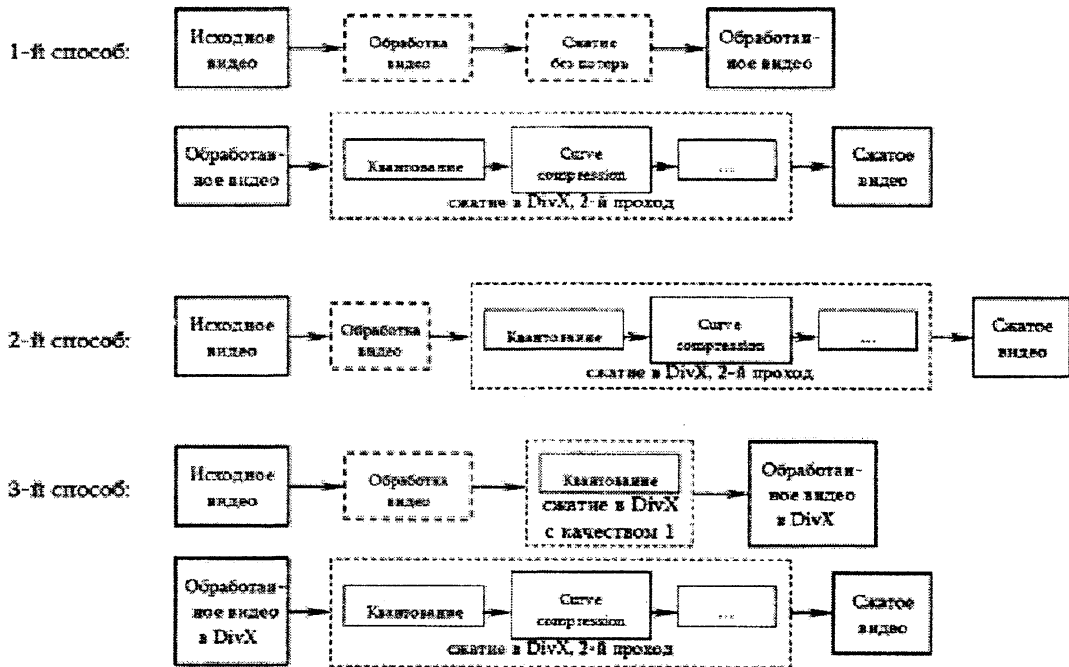 1-й способ:
Исходное
видео
Обработка
видео
Сжатие
без потерь
Обработан-
ное видео
Обработан-
ное видео
Квантование
Curve
compression
...
сжатие в DivX, 2-й проход
Сжатое
видео
2-й способ:
Исходное
видео
Обработка
видео
Квантование
Curve
compression
...
сжатие в DivX, 2-й проход
Сжатое
видео
3-й способ:
Исходное
видео
Обработка
видео
Квантование
сжатие в DivX
с качеством 1
Обработан-
ное видео
в DivX
Обработан-
ное видео
в DivX
Квантование
Curve
compression
...
сжатие в DivX, 2-й проход
Сжатое
видео